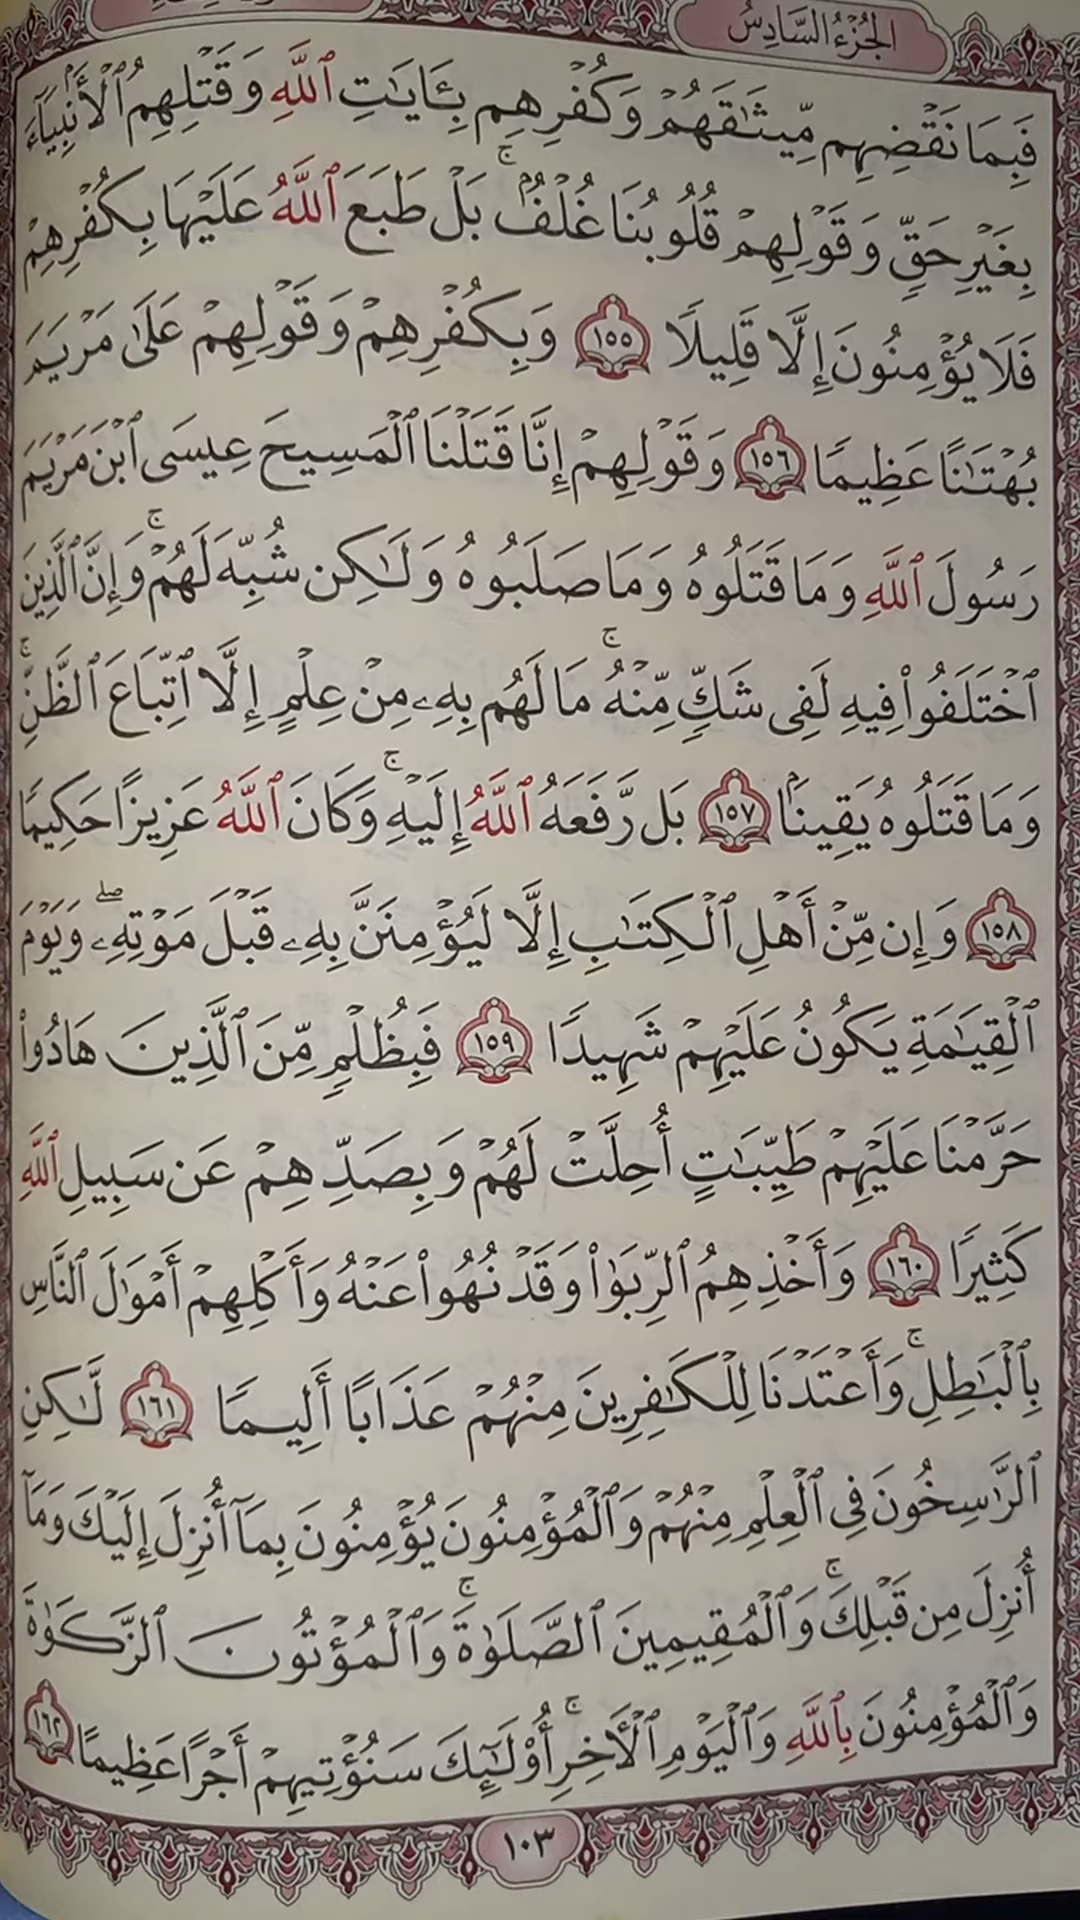 الجزء السادس
فَبِمَا نَقْضِهِم مِّيثَٰقَهُمْ وَكُفْرِهِم بِـَٔايَٰتِ ٱللَّهِ وَقَتْلِهِمُ ٱلْأَنۢبِيَآءَ
بِغَيْرِ حَقٍّ وَقَوْلِهِمْ قُلُوبُنَا غُلْفٌۢ ۚ بَلْ طَبَعَ ٱللَّهُ عَلَيْهَا بِكُفْرِهِمْ
فَلَا يُؤْمِنُونَ إِلَّا قَلِيلًا ١٥٥ وَبِكُفْرِهِمْ وَقَوْلِهِمْ عَلَىٰ مَرْيَمَ
بُهْتَٰنًا عَظِيمًا ١٥٦ وَقَوْلِهِمْ إِنَّا قَتَلْنَا ٱلْمَسِيحَ عِيسَى ٱبْنَ مَرْيَمَ
رَسُولَ ٱللَّهِ وَمَا قَتَلُوهُ وَمَا صَلَبُوهُ وَلَٰكِن شُبِّهَ لَهُمْ ۚ وَإِنَّ ٱلَّذِينَ
ٱخْتَلَفُوا۟ فِيهِ لَفِى شَكٍّ مِّنْهُ ۚ مَا لَهُم بِهِۦ مِنْ عِلْمٍ إِلَّا ٱتِّبَاعَ ٱلظَّنِّ ۚ
وَمَا قَتَلُوهُ يَقِينًۢا ١٥٧ بَل رَّفَعَهُ ٱللَّهُ إِلَيْهِ ۚ وَكَانَ ٱللَّهُ عَزِيزًا حَكِيمًا
١٥٨ وَإِن مِّنْ أَهْلِ ٱلْكِتَٰبِ إِلَّا لَيُؤْمِنَنَّ بِهِۦ قَبْلَ مَوْتِهِۦ ۖ وَيَوْمَ
ٱلْقِيَٰمَةِ يَكُونُ عَلَيْهِمْ شَهِيدًا ١٥٩ فَبِظُلْمٍ مِّنَ ٱلَّذِينَ هَادُوا۟
حَرَّمْنَا عَلَيْهِمْ طَيِّبَٰتٍ أُحِلَّتْ لَهُمْ وَبِصَدِّهِمْ عَن سَبِيلِ ٱللَّهِ
كَثِيرًا ١٦٠ وَأَخْذِهِمُ ٱلرِّبَوٰا۟ وَقَدْ نُهُوا۟ عَنْهُ وَأَكْلِهِمْ أَمْوَٰلَ ٱلنَّاسِ
بِٱلْبَٰطِلِ ۚ وَأَعْتَدْنَا لِلْكَٰفِرِينَ مِنْهُمْ عَذَابًا أَلِيمًا ١٦١ لَّٰكِنِ
ٱلرَّٰسِخُونَ فِى ٱلْعِلْمِ مِنْهُمْ وَٱلْمُؤْمِنُونَ يُؤْمِنُونَ بِمَآ أُنزِلَ إِلَيْكَ وَمَآ
أُنزِلَ مِن قَبْلِكَ ۚ وَٱلْمُقِيمِينَ ٱلصَّلَوٰةَ ۚ وَٱلْمُؤْتُونَ ٱلزَّكَوٰةَ
وَٱلْمُؤْمِنُونَ بِٱللَّهِ وَٱلْيَوْمِ ٱلْأَخِرِ ۚ أُو۟لَٰٓئِكَ سَنُؤْتِيهِمْ أَجْرًا عَظِيمًا ١٦٢
١٠٣